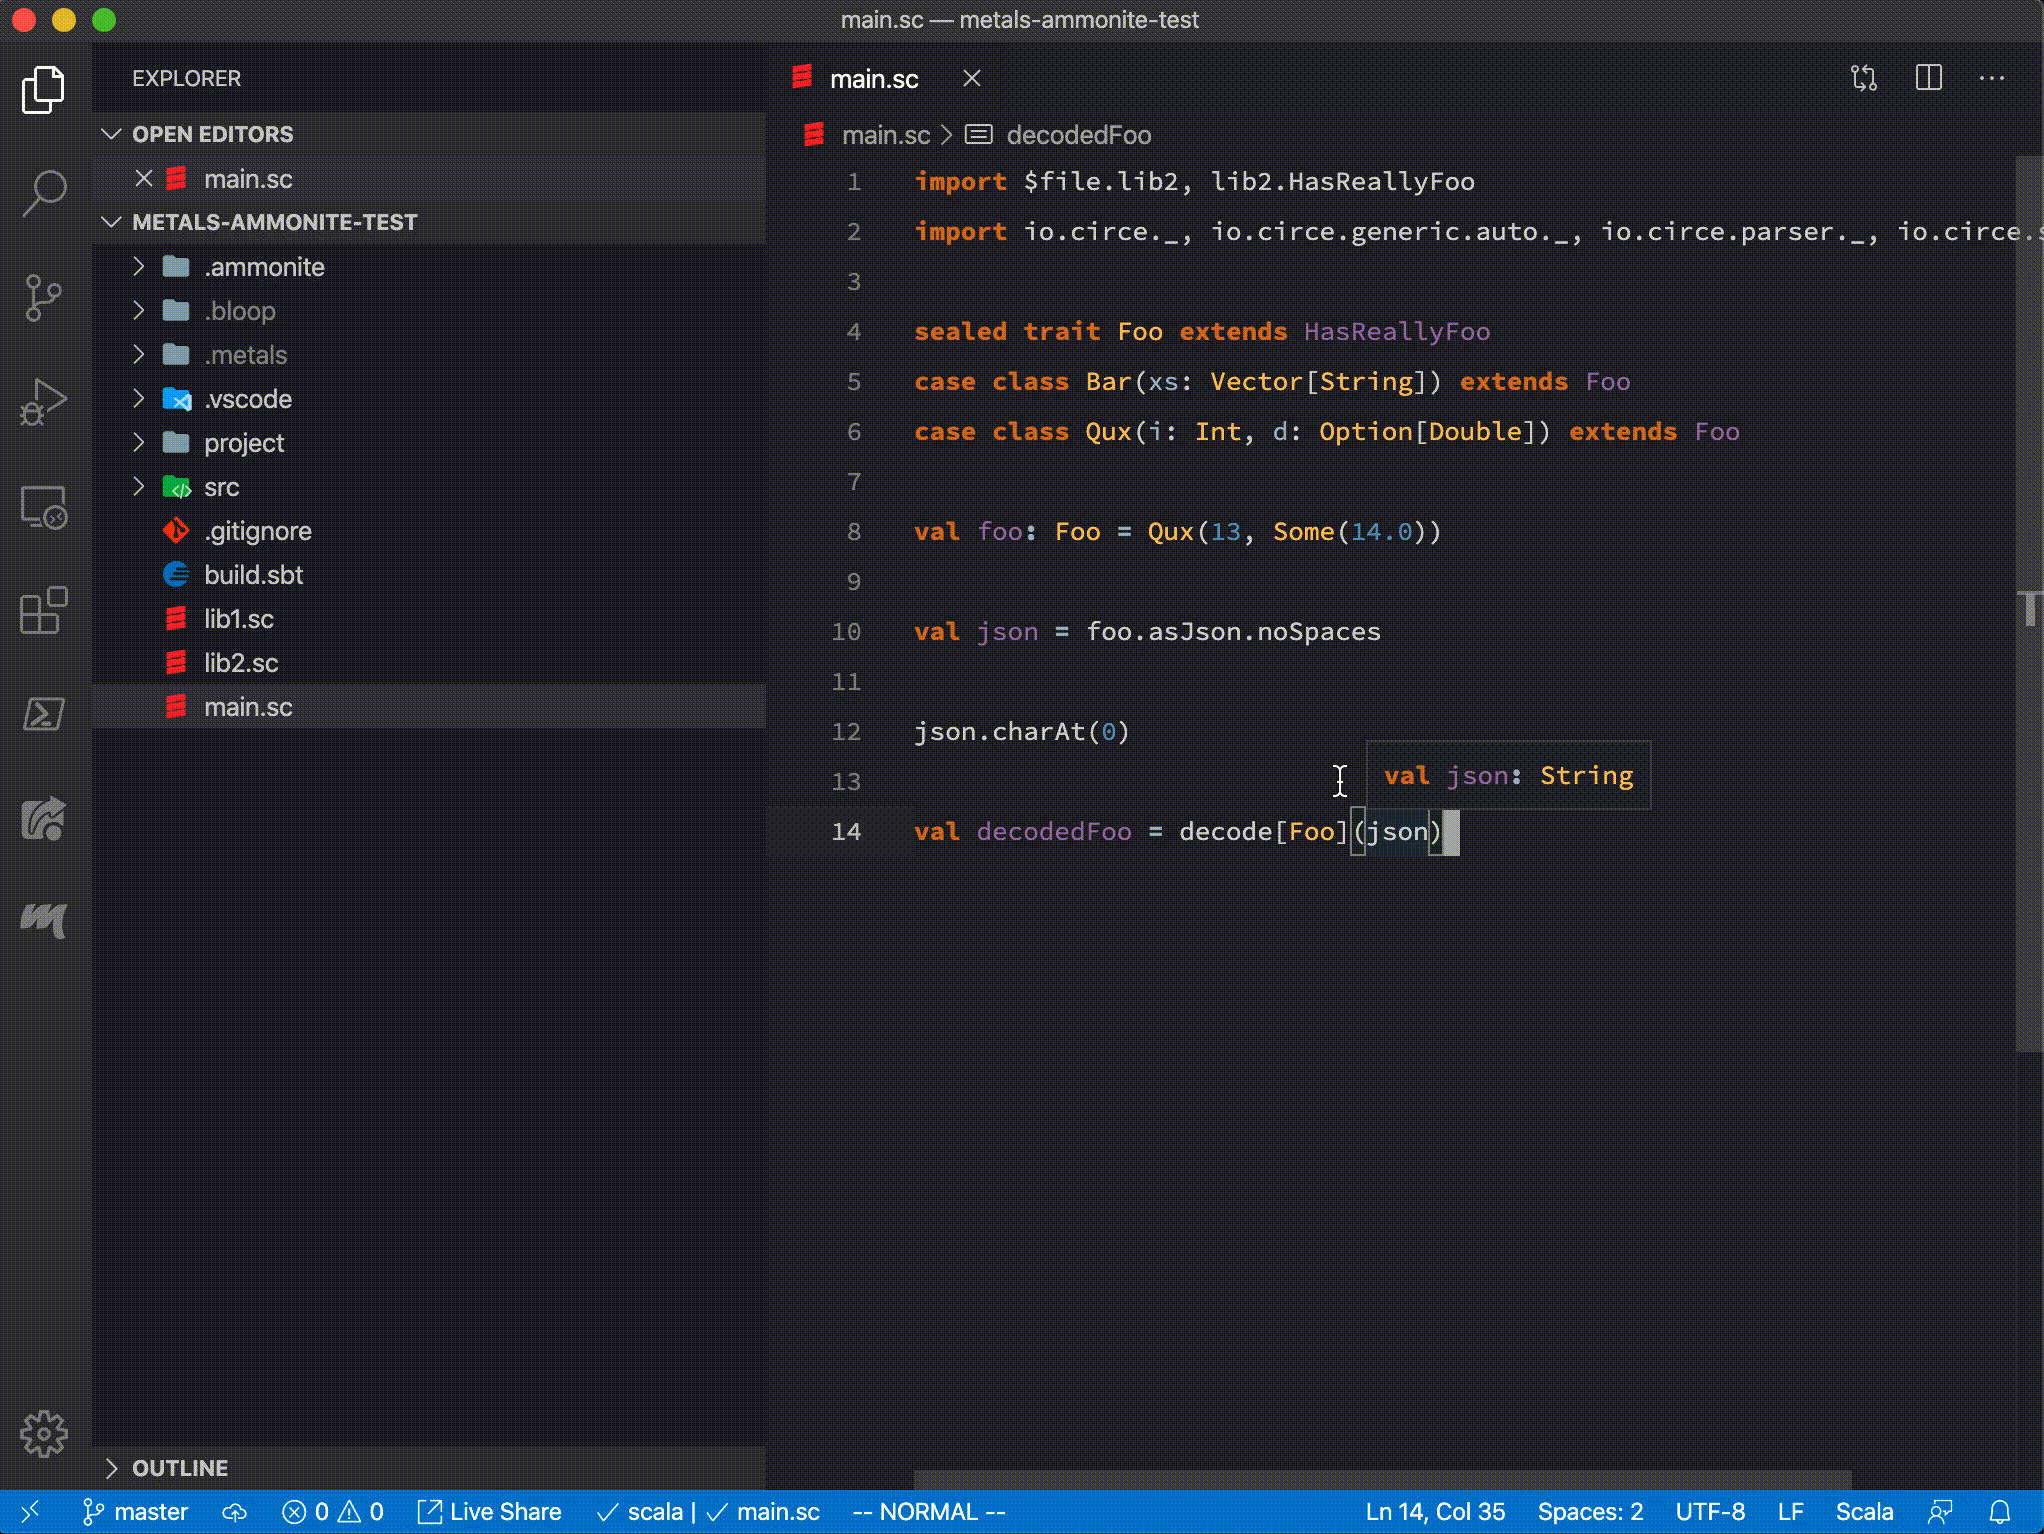 main.sc — metals-ammonite-test
EXPLORER
OPEN EDITORS
main.sc
METALS-AMMONITE-TEST
.ammonite
.bloop
.metals
.vscode
project
src
.gitignore
build.sbt
lib1.sc
lib2.sc
main.sc
OUTLINE
main.sc
main.sc > decodedFoo
1 import $file.lib2, lib2.HasReallyFoo
2 import io.circe._, io.circe.generic.auto._, io.circe.parser._, io.circe.s
3
4 sealed trait Foo extends HasReallyFoo
5 case class Bar(xs: Vector[String]) extends Foo
6 case class Qux(i: Int, d: Option[Double]) extends Foo
7
8 val foo: Foo = Qux(13, Some(14.0))
9
10 val json = foo.asJson.noSpaces
11
12 json.charAt(0)
13
val json: String
14 val decodedFoo = decode[Foo](json)
master 0 0 Live Share scala | main.sc -- NORMAL -- Ln 14, Col 35 Spaces: 2 UTF-8 LF Scala